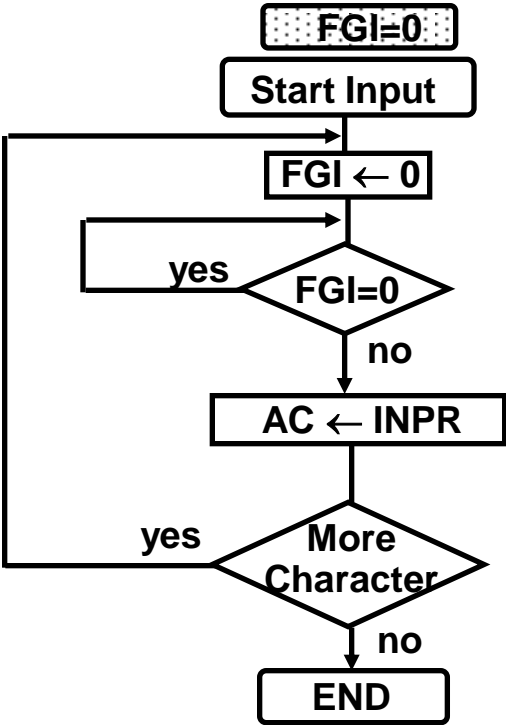 FGI=0
Start Input
FGI ← 0
yes
FGI=0
no
AC ← INPR
yes
More
Character
no
END